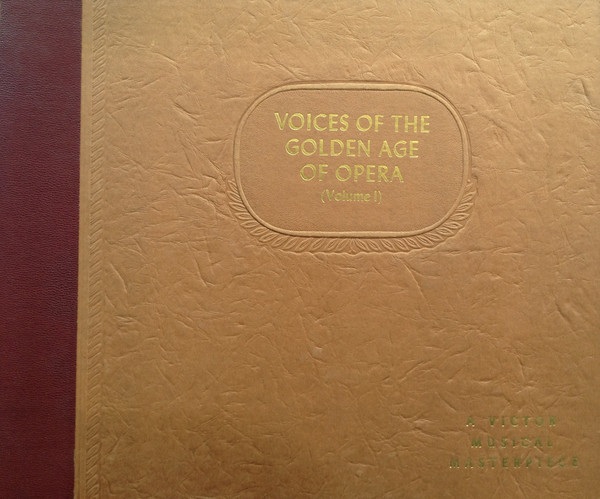 VOICES OF THE
GOLDEN AGE
OF OPERA
(Volume I)
A VICTOR
MUSICAL
MASTERPIECE